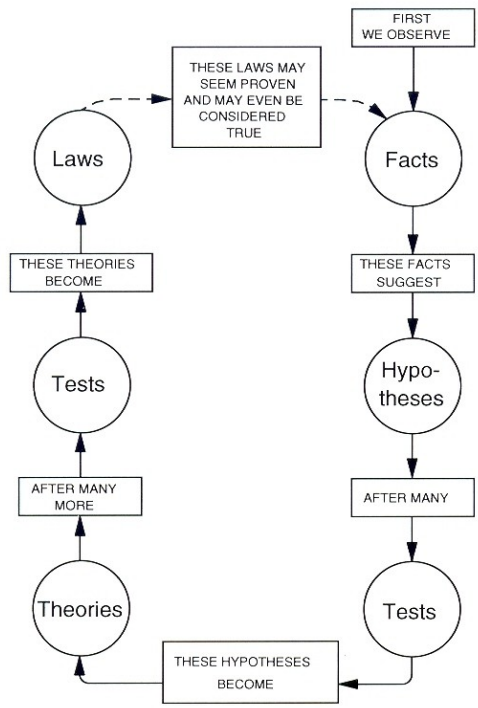 FIRST
WE OBSERVE
Facts
THESE FACTS
SUGGEST
Hypo-
theses
AFTER MANY
Tests
THESE HYPOTHESES
BECOME
Theories
AFTER MANY
MORE
Tests
THESE THEORIES
BECOME
Laws
THESE LAWS MAY
SEEM PROVEN
AND MAY EVEN BE
CONSIDERED
TRUE